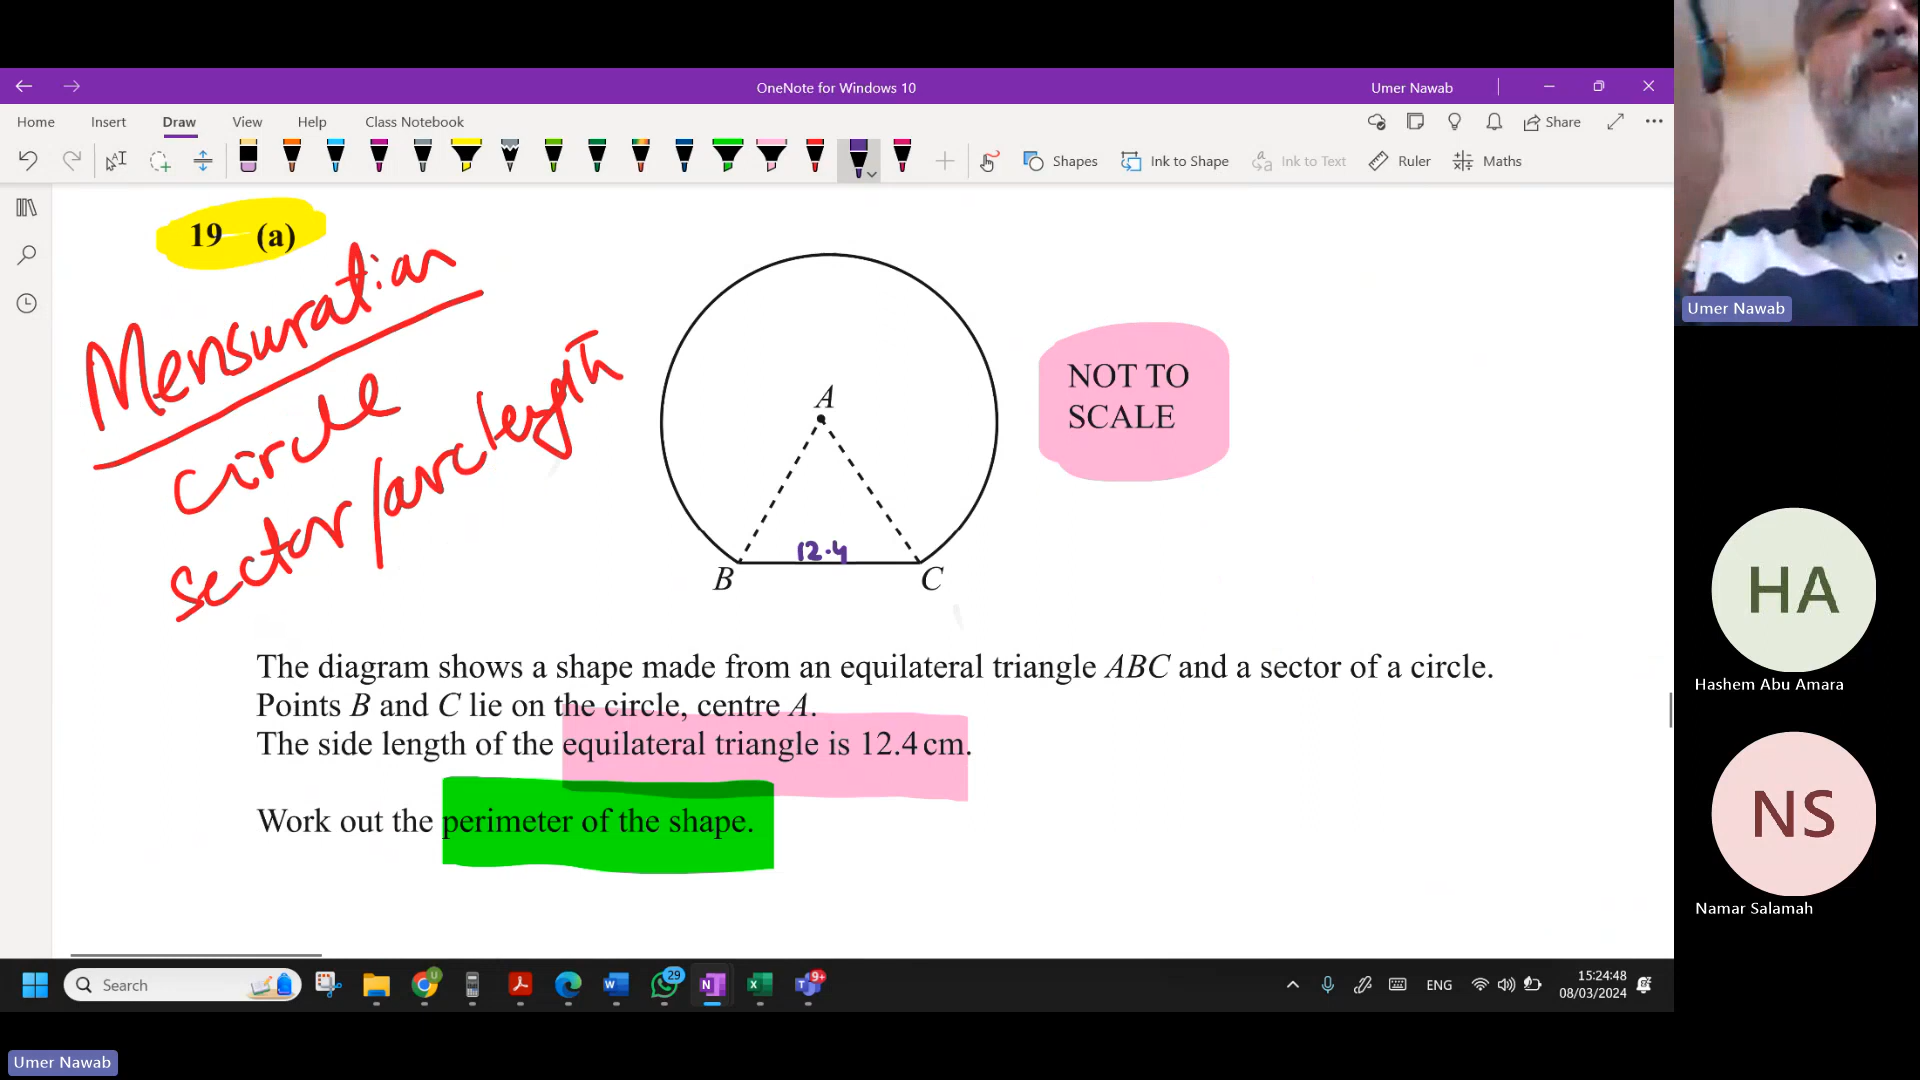 OneNote for Windows 10
Umer Nawab
Home Insert Draw View Help Class Notebook
Share
Shapes Ink to Shape Ink to Text Ruler Maths
19 (a)
Mensuration
circle
sector/arc length
A
B
C
12.4
NOT TO
SCALE
The diagram shows a shape made from an equilateral triangle ABC and a sector of a circle.
Points B and C lie on the circle, centre A.
The side length of the equilateral triangle is 12.4 cm.
Work out the perimeter of the shape.
Umer Nawab
HA
Hashem Abu Amara
NS
Namar Salamah
Search
U
W
29
N
X
T
9+
ENG
15:24:48
08/03/2024
Umer Nawab